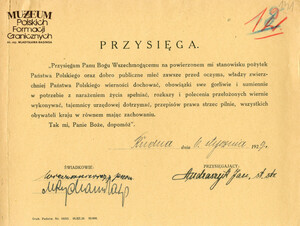 MUZEUM
Polskich
Formacji
Granicznych
PRZYSIĘGA.
"Przysięgam Panu Bogu Wszechmogącemu na powierzonem mi stanowisku pożytek
Państwa Polskiego oraz dobro publiczne mieć zawsze przed oczyma, władzy zwierz-
chniej Państwa Polskiego wierności dochować, obowiązki swe gorliwie i sumiennie
w potrzebie z narażeniem życia spełniać, rozkazy i polecenia przełożonych wiernie
wykonywać, tajemnicy urządowej dotrzymać, przepisów prawa strzec pilnie, wszystkich
obywateli kraju w równem mając zachowaniu.
Tak mi, Panie Boże, dopomóż".
dnia stycznia 192
ŚWIADKOWIE:
PRZYSIĘGAJĄCY: